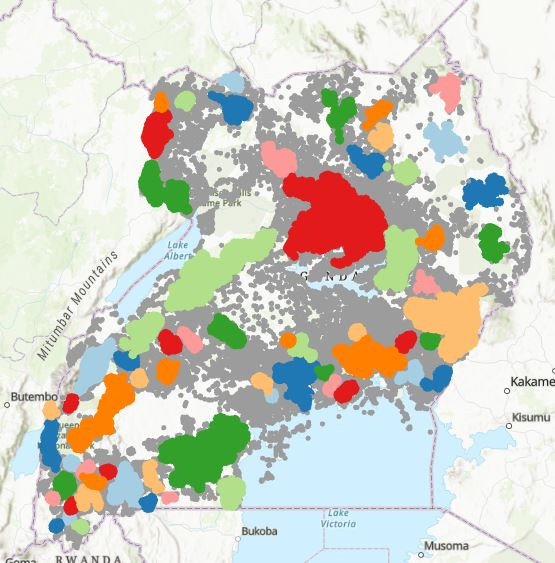 Lake
Albert
Mitumbar Mountains
Butembo
Kakame
Kisumu
Lake
Victoria
Bukoba
Musoma
RWANDA